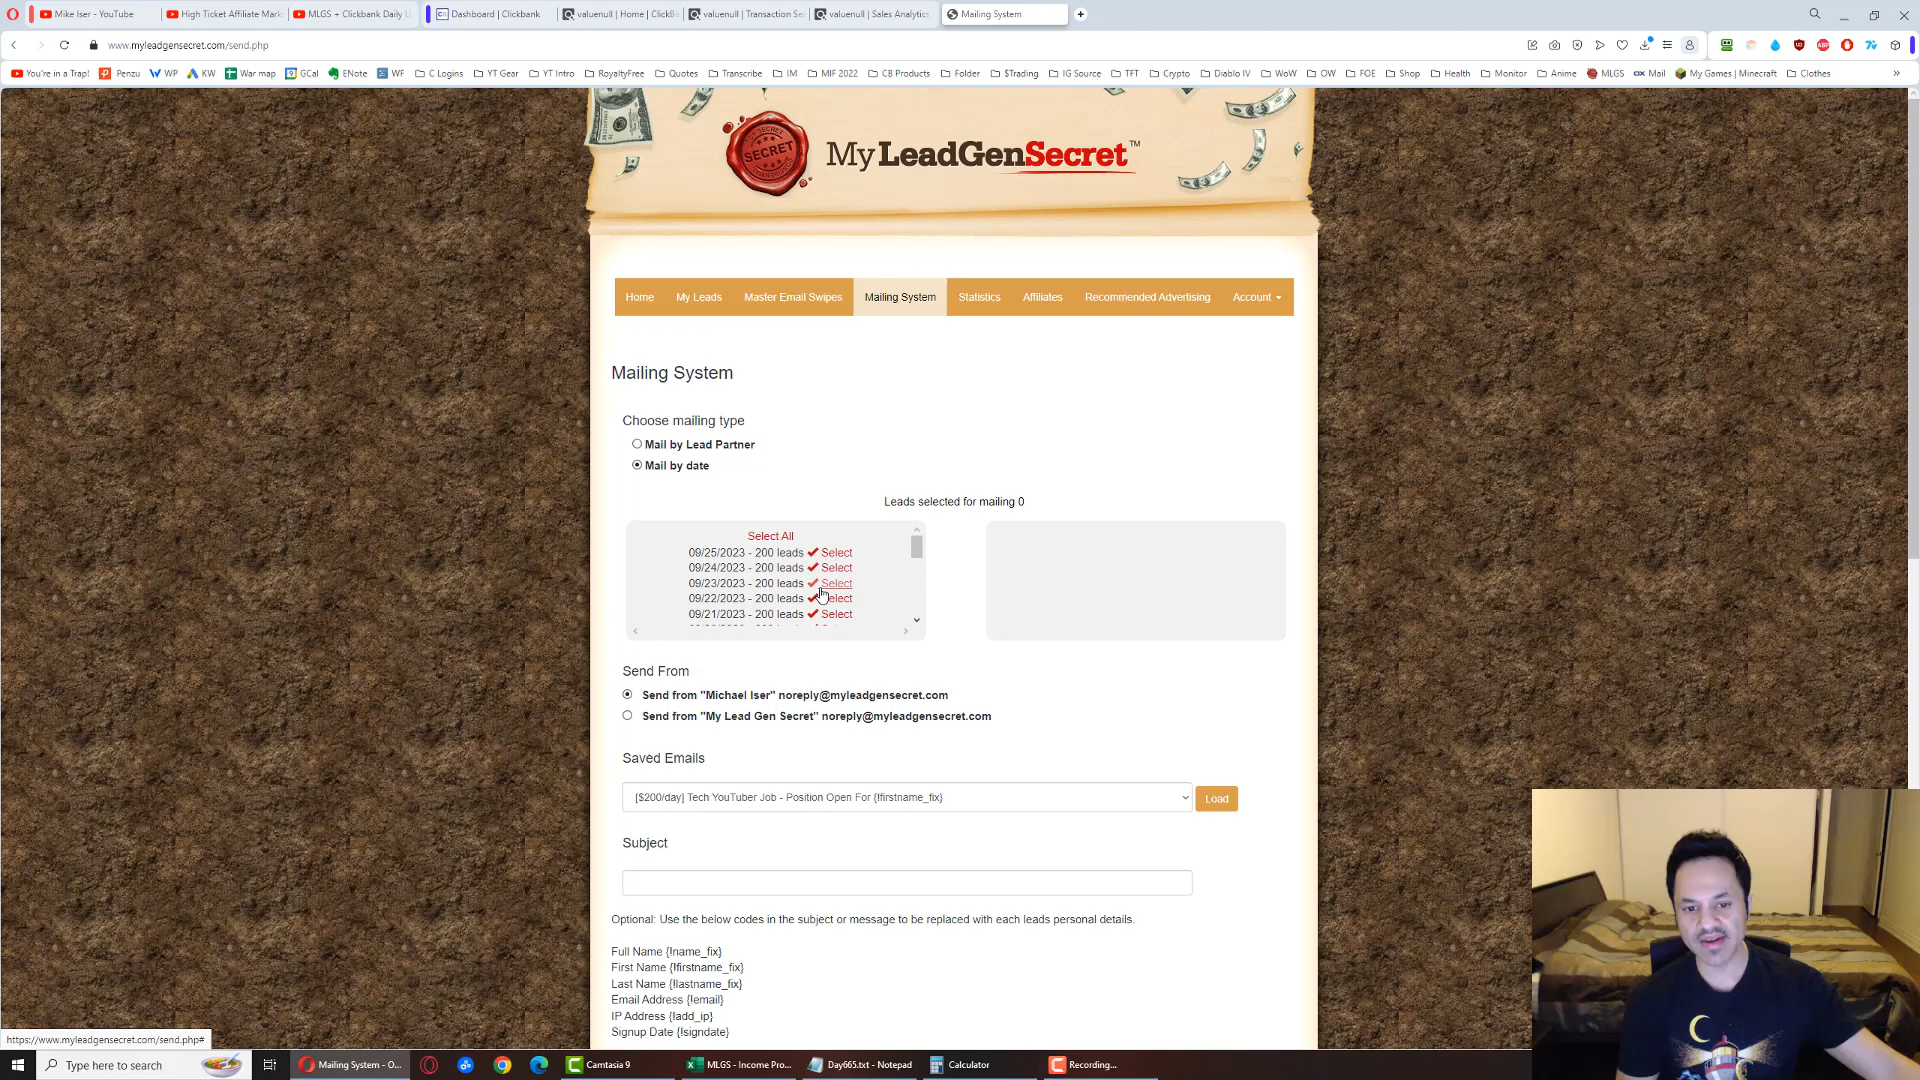 Mike Iser - YouTube
High Ticket Affiliate Mark
MLGS + Clickbank Daily U
Dashboard | Clickbank
valuenull | Home | ClickBa
valuenull | Transaction Se
valuenull | Sales Analytics
Mailing System
www.myleadgensecret.com/send.php
You're in a Trap!
Penzu
WP
KW
War map
GCal
ENote
WF
C Logins
YT Gear
YT Intro
RoyaltyFree
Quotes
Transcribe
IM
MIF 2022
CB Products
Folder
$Trading
IG Source
TFT
Crypto
Diablo IV
WoW
OW
FOE
Shop
Health
Monitor
Anime
MLGS
Mail
My Games | Minecraft
Clothes
SECRET
MyLeadGenSecret™
Home
My Leads
Master Email Swipes
Mailing System
Statistics
Affiliates
Recommended Advertising
Account
Mailing System
Choose mailing type
Mail by Lead Partner
Mail by date
Leads selected for mailing 0
Select All
09/25/2023 - 200 leads Select
09/24/2023 - 200 leads Select
09/23/2023 - 200 leads Select
09/22/2023 - 200 leads Select
09/21/2023 - 200 leads Select
Send From
Send from "Michael Iser" noreply@myleadgensecret.com
Send from "My Lead Gen Secret" noreply@myleadgensecret.com
Saved Emails
[$200/day] Tech YouTuber Job - Position Open For {!firstname_fix}
Load
Subject
Optional: Use the below codes in the subject or message to be replaced with each leads personal details.
Full Name {!name_fix}
First Name {!firstname_fix}
Last Name {!lastname_fix}
Email Address {!email}
IP Address {!add_ip}
Signup Date {!signdate}
https://www.myleadgensecret.com/send.php#
Type here to search
Mailing System - O...
Camtasia 9
MLGS - Income Pro...
Day665.txt - Notepad
Calculator
Recording...